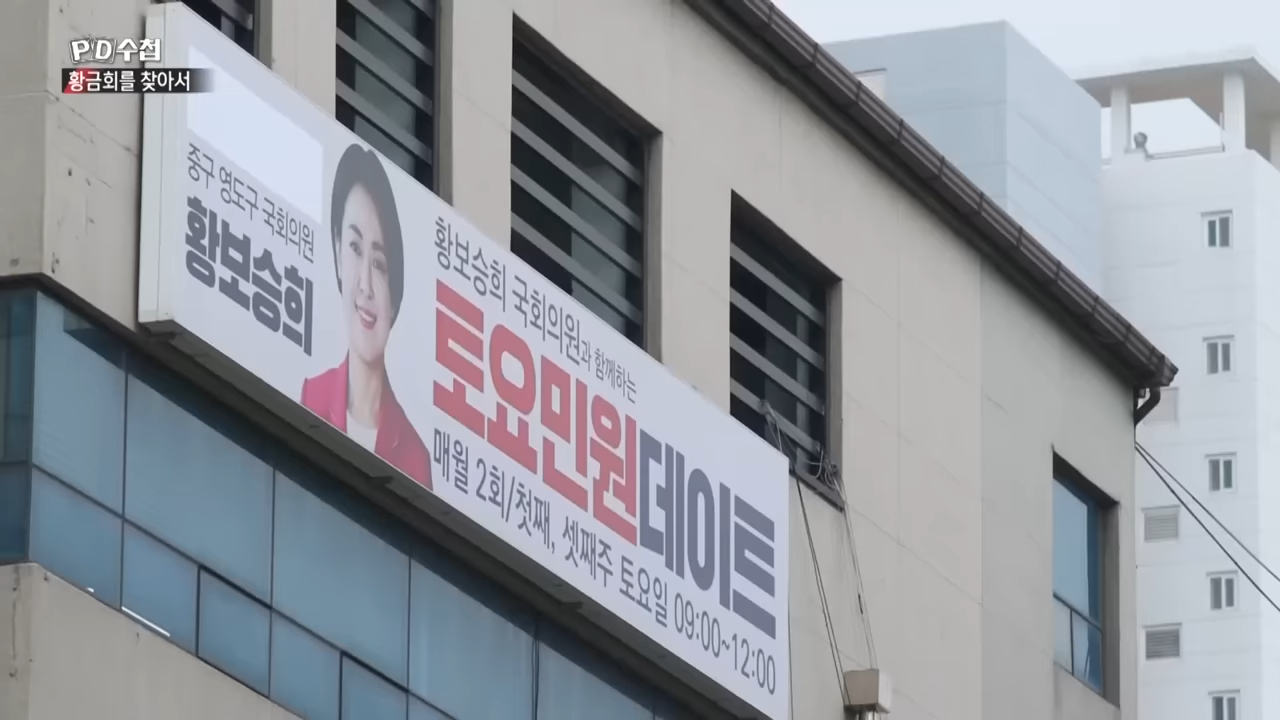 PD수첩
황금회를 찾아서
중구 영도구 국회의원
황보승희
황보승희 국회의원과 함께하는
토요민원데이트
매월 2회/첫째, 셋째주 토요일 09:00~12:00